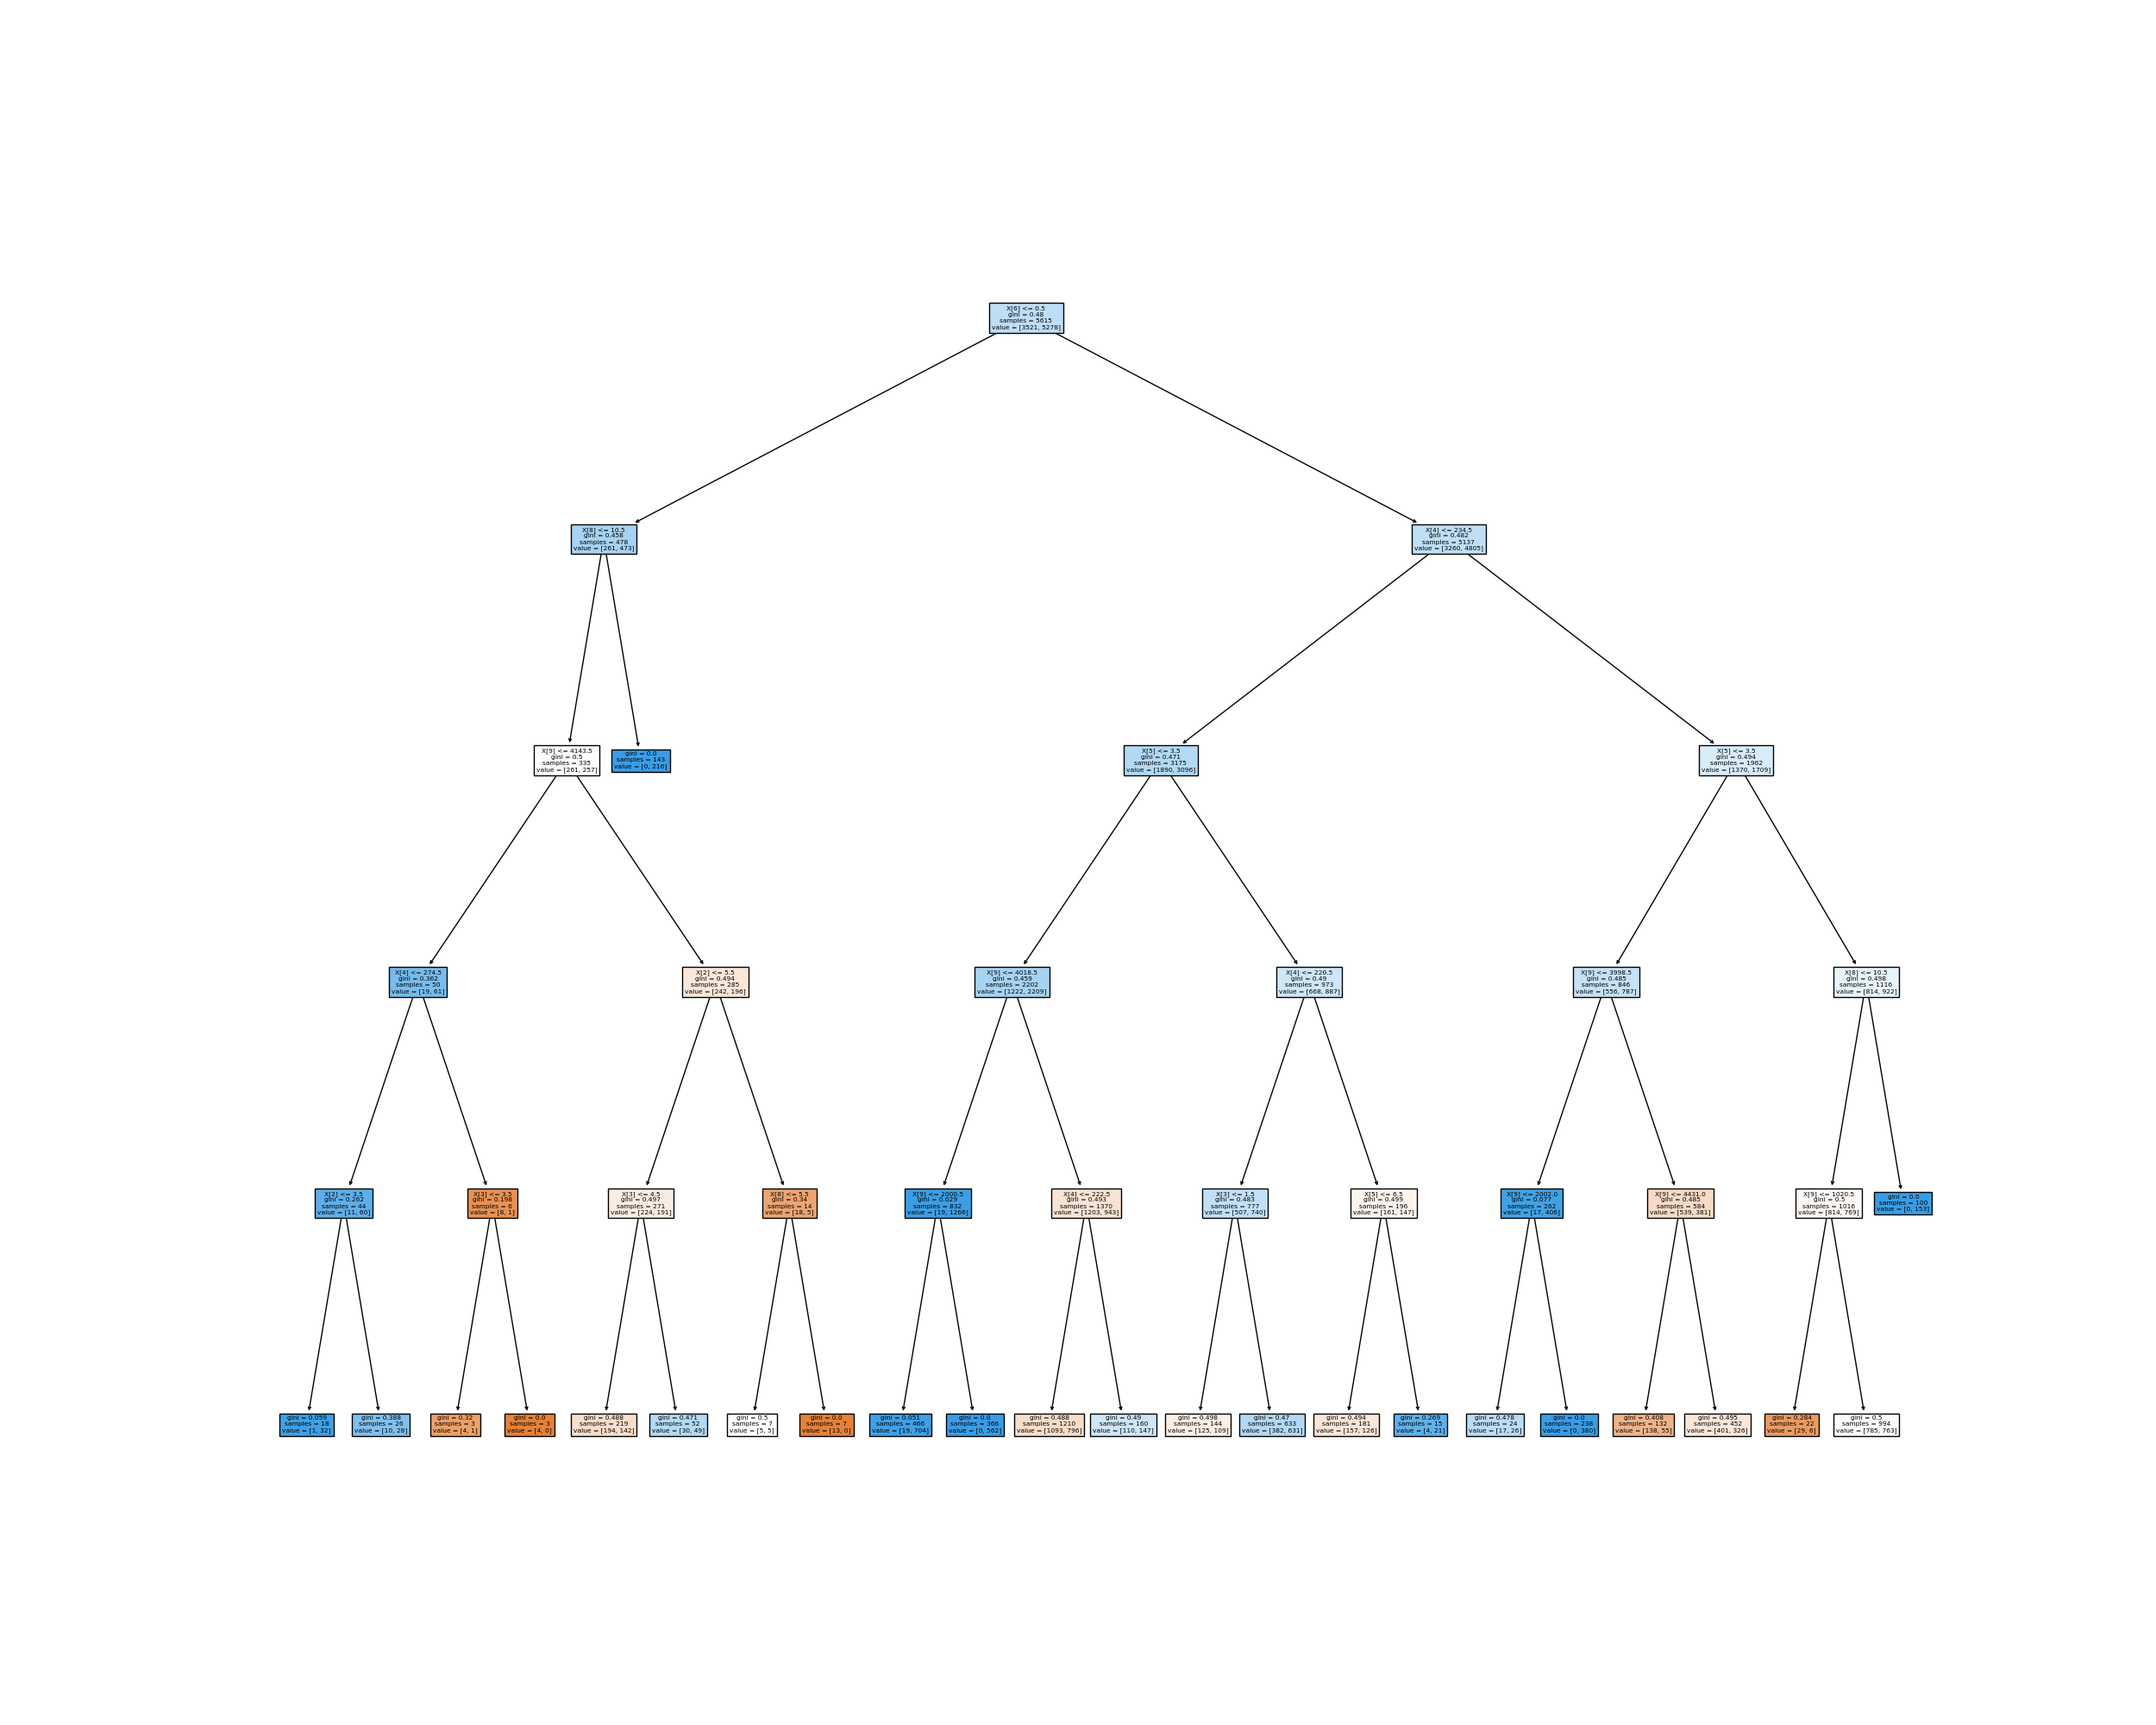 X[6] <= 0.5
gini = 0.48
samples = 5615
value = [3521, 5278]
X[8] <= 10.5
gini = 0.458
samples = 478
value = [261, 473]
X[4] <= 234.5
gini = 0.482
samples = 5137
value = [3260, 4805]
X[9] <= 4143.5
gini = 0.5
samples = 335
value = [261, 257]
gini = 0.0
samples = 143
value = [0, 216]
X[5] <= 3.5
gini = 0.471
samples = 3175
value = [1890, 3096]
X[5] <= 3.5
gini = 0.494
samples = 1962
value = [1370, 1709]
X[4] <= 274.5
gini = 0.362
samples = 50
value = [19, 61]
X[2] <= 5.5
gini = 0.494
samples = 285
value = [242, 196]
X[9] <= 4018.5
gini = 0.459
samples = 2202
value = [1222, 2209]
X[4] <= 220.5
gini = 0.49
samples = 973
value = [668, 887]
X[9] <= 3998.5
gini = 0.485
samples = 846
value = [556, 787]
X[8] <= 10.5
gini = 0.498
samples = 1116
value = [814, 922]
X[2] <= 3.5
gini = 0.262
samples = 44
value = [11, 60]
X[3] <= 3.5
gini = 0.198
samples = 6
value = [8, 1]
X[3] <= 4.5
gini = 0.497
samples = 271
value = [224, 191]
X[8] <= 5.5
gini = 0.34
samples = 14
value = [18, 5]
X[9] <= 2000.5
gini = 0.029
samples = 832
value = [19, 1266]
X[4] <= 222.5
gini = 0.493
samples = 1370
value = [1203, 943]
X[3] <= 1.5
gini = 0.483
samples = 777
value = [507, 740]
X[5] <= 6.5
gini = 0.499
samples = 196
value = [161, 147]
X[9] <= 2002.0
gini = 0.077
samples = 262
value = [17, 406]
X[9] <= 4431.0
gini = 0.485
samples = 584
value = [539, 381]
X[9] <= 1020.5
gini = 0.5
samples = 1016
value = [814, 769]
gini = 0.0
samples = 100
value = [0, 153]
gini = 0.059
samples = 18
value = [1, 32]
gini = 0.388
samples = 26
value = [10, 28]
gini = 0.32
samples = 3
value = [4, 1]
gini = 0.0
samples = 3
value = [4, 0]
gini = 0.488
samples = 219
value = [194, 142]
gini = 0.471
samples = 52
value = [30, 49]
gini = 0.5
samples = 7
value = [5, 5]
gini = 0.0
samples = 7
value = [13, 0]
gini = 0.051
samples = 466
value = [19, 704]
gini = 0.0
samples = 366
value = [0, 562]
gini = 0.488
samples = 1210
value = [1093, 796]
gini = 0.49
samples = 160
value = [110, 147]
gini = 0.498
samples = 144
value = [125, 109]
gini = 0.47
samples = 633
value = [382, 631]
gini = 0.494
samples = 181
value = [157, 126]
gini = 0.269
samples = 15
value = [4, 21]
gini = 0.478
samples = 24
value = [17, 26]
gini = 0.0
samples = 238
value = [0, 380]
gini = 0.408
samples = 132
value = [138, 55]
gini = 0.495
samples = 452
value = [401, 326]
gini = 0.284
samples = 22
value = [29, 6]
gini = 0.5
samples = 994
value = [785, 763]